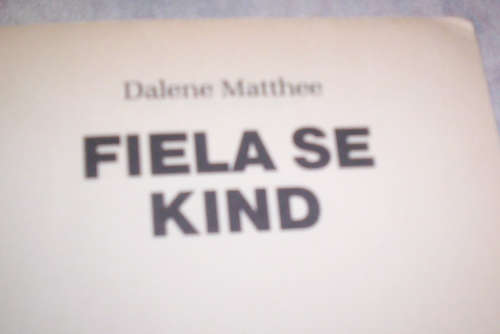 Dalene Matthee
FIELA SE
KIND